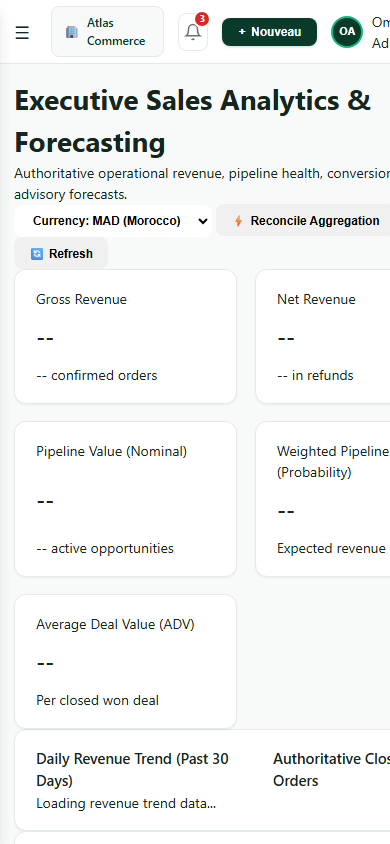 ☰ Atlas Commerce 3 + Nouveau OA Om Ad
Executive Sales Analytics &
Forecasting
Authoritative operational revenue, pipeline health, conversion
advisory forecasts.
Currency: MAD (Morocco) Reconcile Aggregation
Refresh
Gross Revenue
--
-- confirmed orders
Net Revenue
--
-- in refunds
Pipeline Value (Nominal)
--
-- active opportunities
Weighted Pipeline
(Probability)
--
Expected revenue
Average Deal Value (ADV)
--
Per closed won deal
Daily Revenue Trend (Past 30
Days)
Loading revenue trend data...
Authoritative Clos
Orders